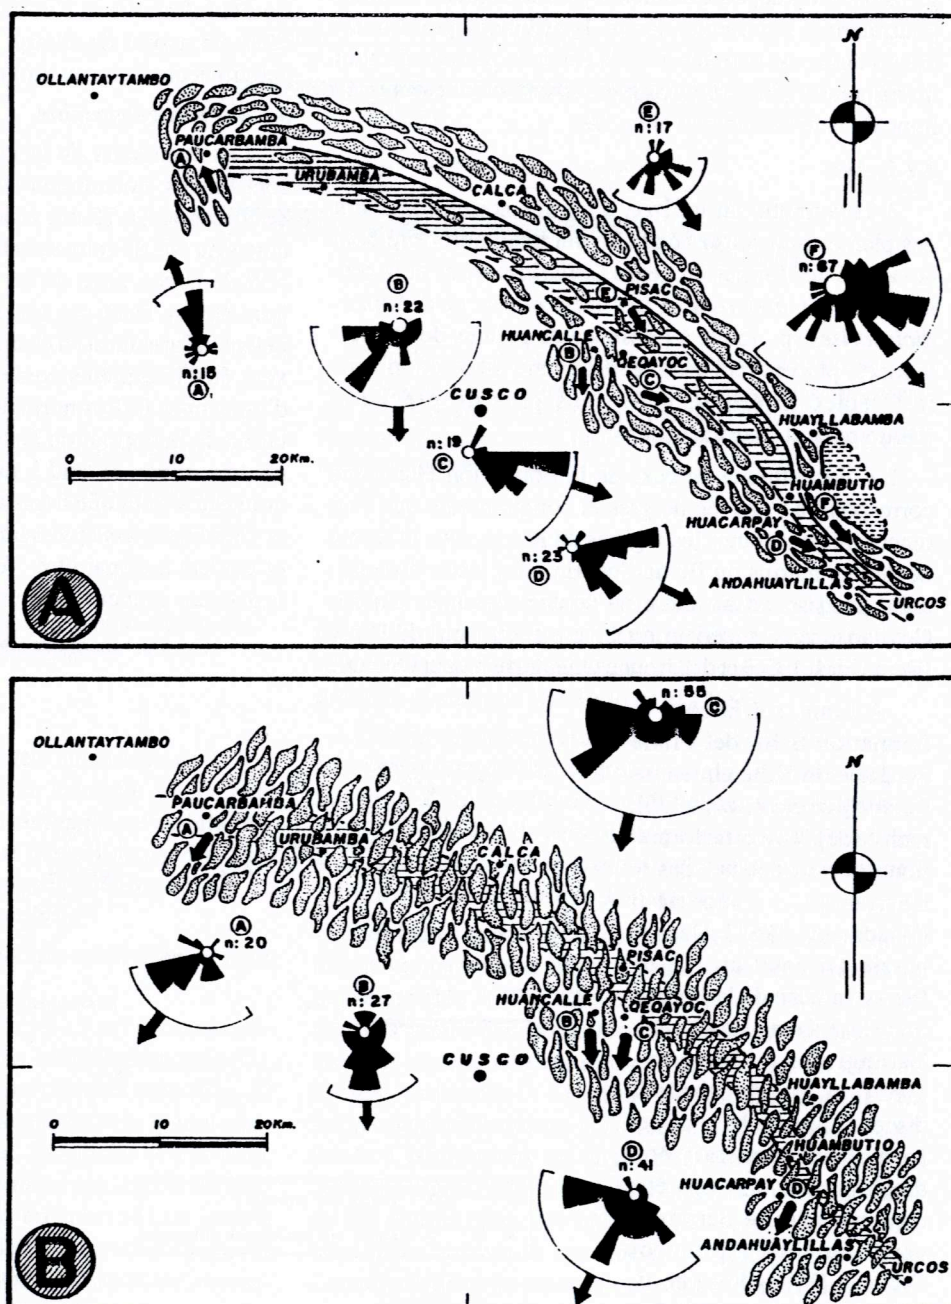 N
OLLANTAYTAMBO
E
n:17
PAUCARBAMBA
A
URUBAMBA
CALCA
F
n:67
B
n:22
E
PISAC
HUANCALLE
B
QEQAYOC
C
n:15
A
CUSCO
n:19
C
HUAYLLABAMBA
0 10 20Km.
HUAMBUTIO
F
HUACARPAY
D
n:23
D
ANDAHUAYLILLAS
URCOS
A
n:55
C
OLLANTAYTAMBO
N
PAUCARBAMBA
A
URUBAMBA
CALCA
A
n:20
B
n:27
PISAC
HUANCALLE
QEQAYOC
B
C
CUSCO
HUAYLLABAMBA
0 10 20Km.
D
n:41
HUAMBUTIO
HUACARPAY
D
ANDAHUAYLILLAS
URCOS
B